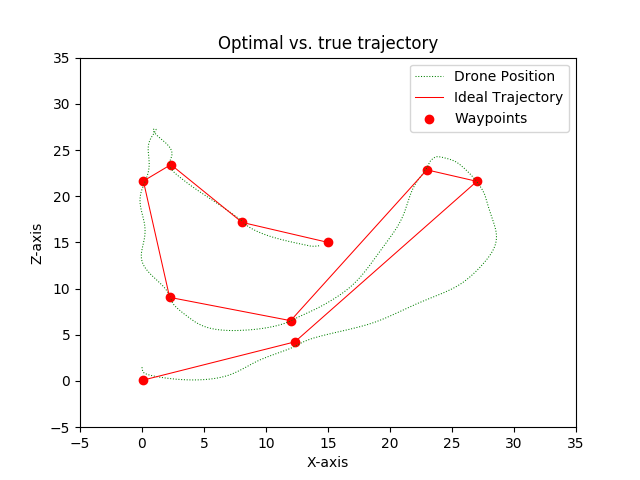 Optimal vs. true trajectory
Drone Position
Ideal Trajectory
Waypoints
Z-axis
35
30
25
20
15
10
5
0
−5
−5 0 5 10 15 20 25 30 35
X-axis